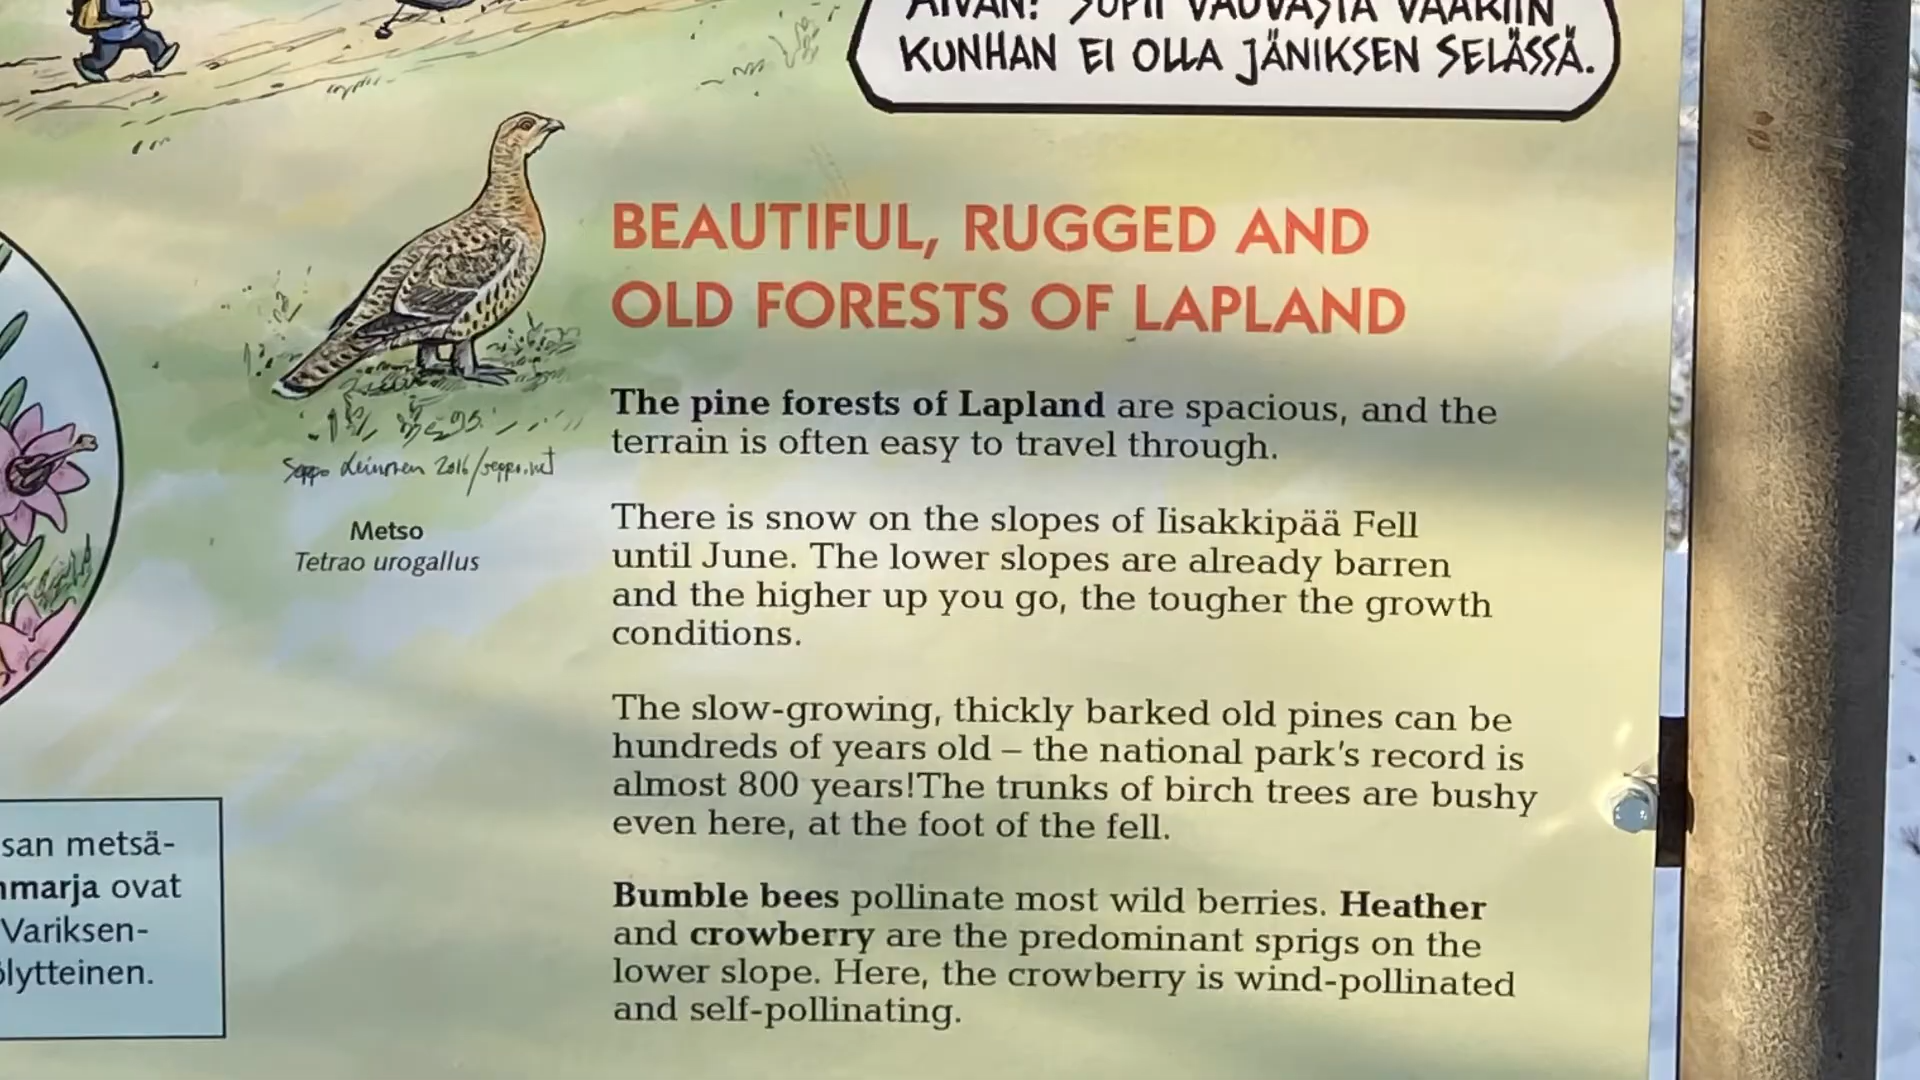 AIVAN! SOPII VAUVASTA VAARIIN
KUNHAN EI OLLA JÄNIKSEN SELÄSSÄ.
BEAUTIFUL, RUGGED AND
OLD FORESTS OF LAPLAND
The pine forests of Lapland are spacious, and the
terrain is often easy to travel through.
Seppo Leinonen 2016/seppo.net
Metso
Tetrao urogallus
There is snow on the slopes of Iisakkipää Fell
until June. The lower slopes are already barren
and the higher up you go, the tougher the growth
conditions.
The slow-growing, thickly barked old pines can be
hundreds of years old – the national park's record is
almost 800 years!The trunks of birch trees are bushy
even here, at the foot of the fell.
san metsä-
marja ovat
Variksen-
lytteinen.
Bumble bees pollinate most wild berries. Heather
and crowberry are the predominant sprigs on the
lower slope. Here, the crowberry is wind-pollinated
and self-pollinating.